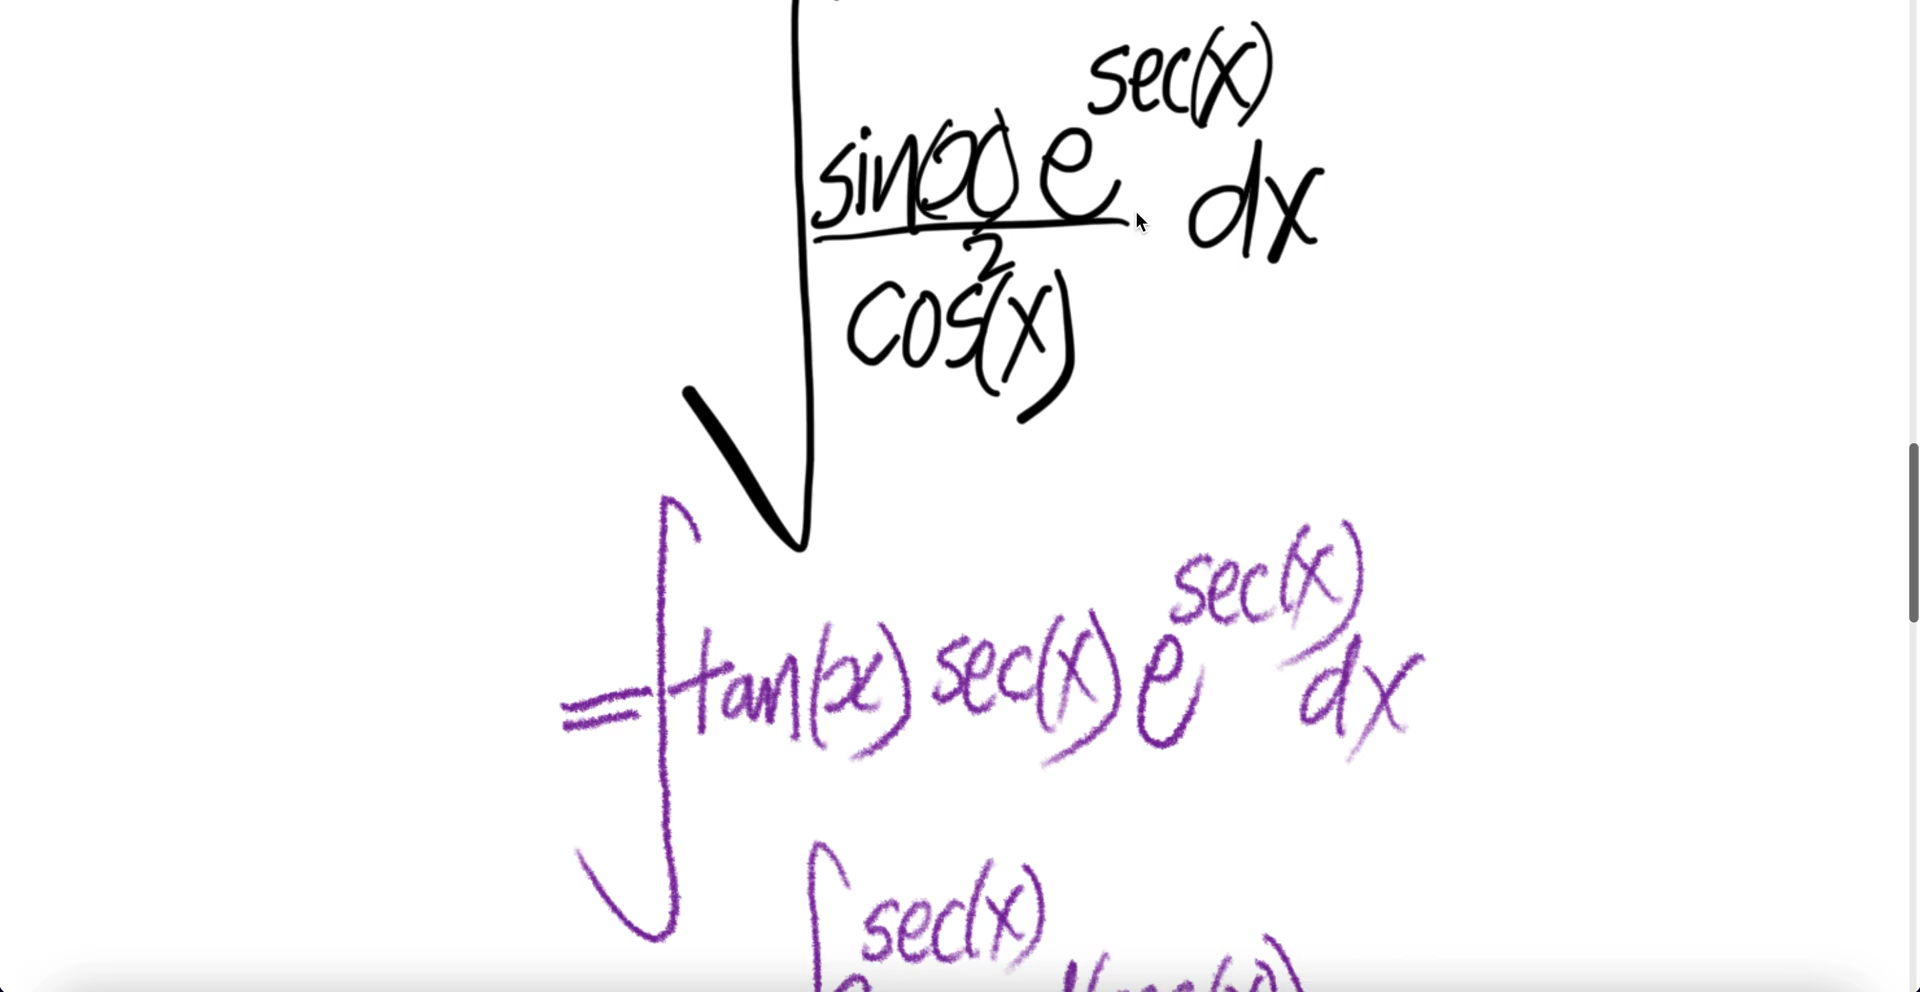 ∫ sin(x) e^sec(x) / cos²(x) dx
= ∫ tan(x) sec(x) e^sec(x) dx
∫ e^sec(x)